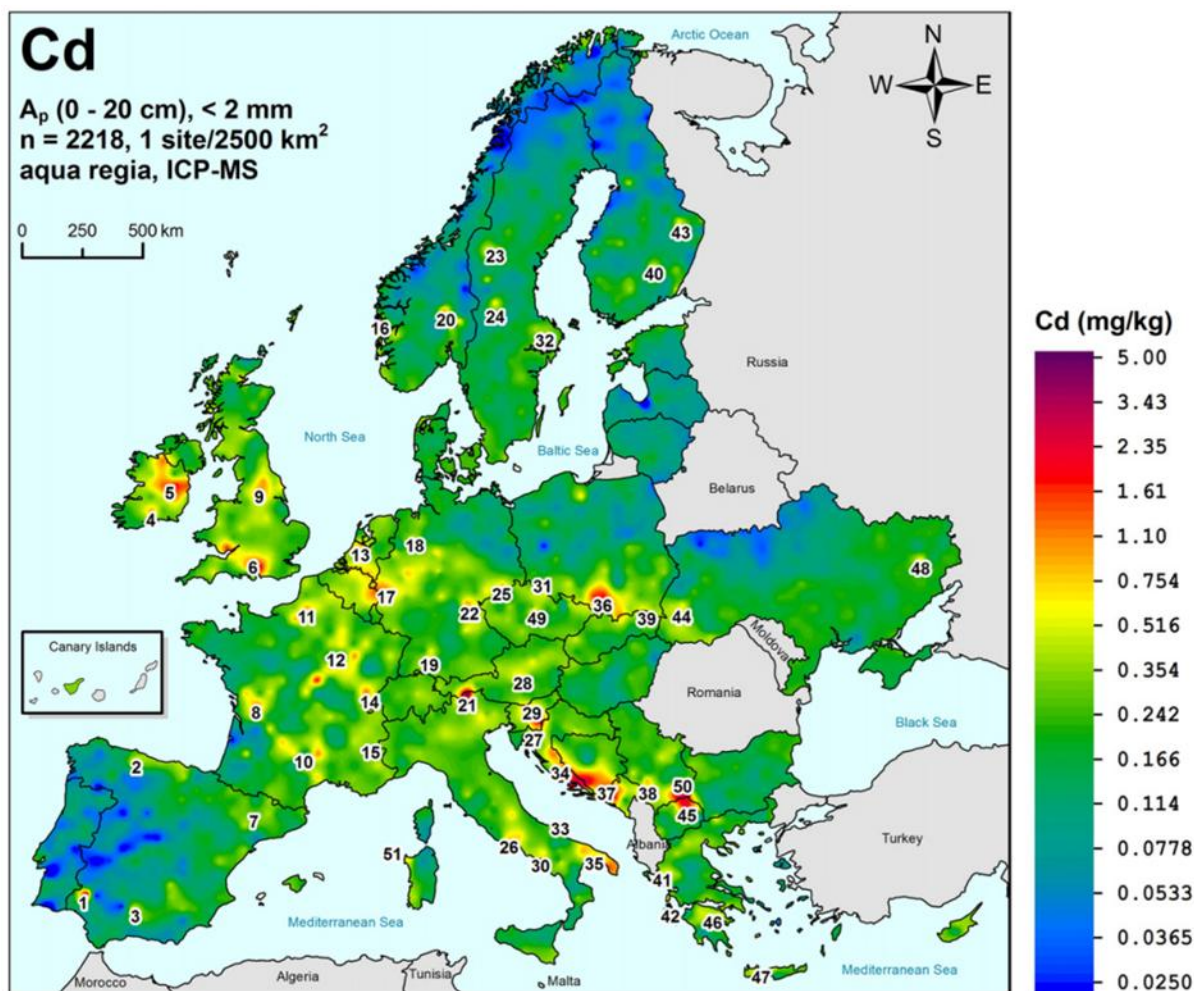 Cd
Aₚ (0 - 20 cm), < 2 mm
n = 2218, 1 site/2500 km²
aqua regia, ICP-MS
0 250 500 km
Arctic Ocean
N
W E
S
43
23
40
16
20
24
32
Russia
North Sea
Baltic Sea
Belarus
5
9
4
13
18
6
48
17
25
31
36
11
22
49
39
44
Canary Islands
12
19
Moldova
28
Romania
14
21
8
29
Black Sea
27
2
15
10
34
37
38
50
45
7
33
Albania
Turkey
26
51
30
35
41
1
3
42
46
Mediterranean Sea
47
Mediterranean Sea
Morocco
Algeria
Tunisia
Malta
Cd (mg/kg)
5.00
3.43
2.35
1.61
1.10
0.754
0.516
0.354
0.242
0.166
0.114
0.0778
0.0533
0.0365
0.0250